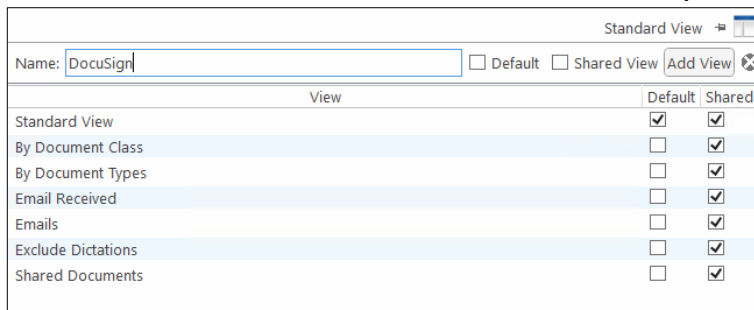 Standard View
Name: DocuSign Default Shared View Add View
View Default Shared
Standard View
By Document Class
By Document Types
Email Received
Emails
Exclude Dictations
Shared Documents